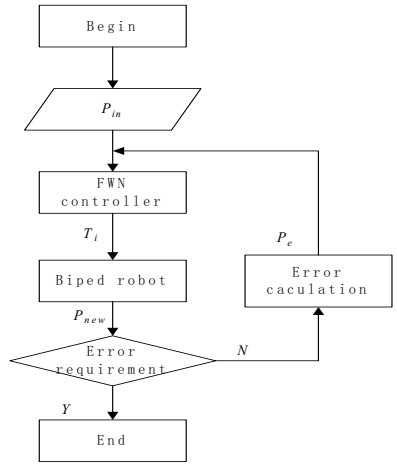 Begin
P_in
FWN
controller
T_i
P_e
Biped robot
Error
caculation
P_new
Error
requirement
N
Y
End